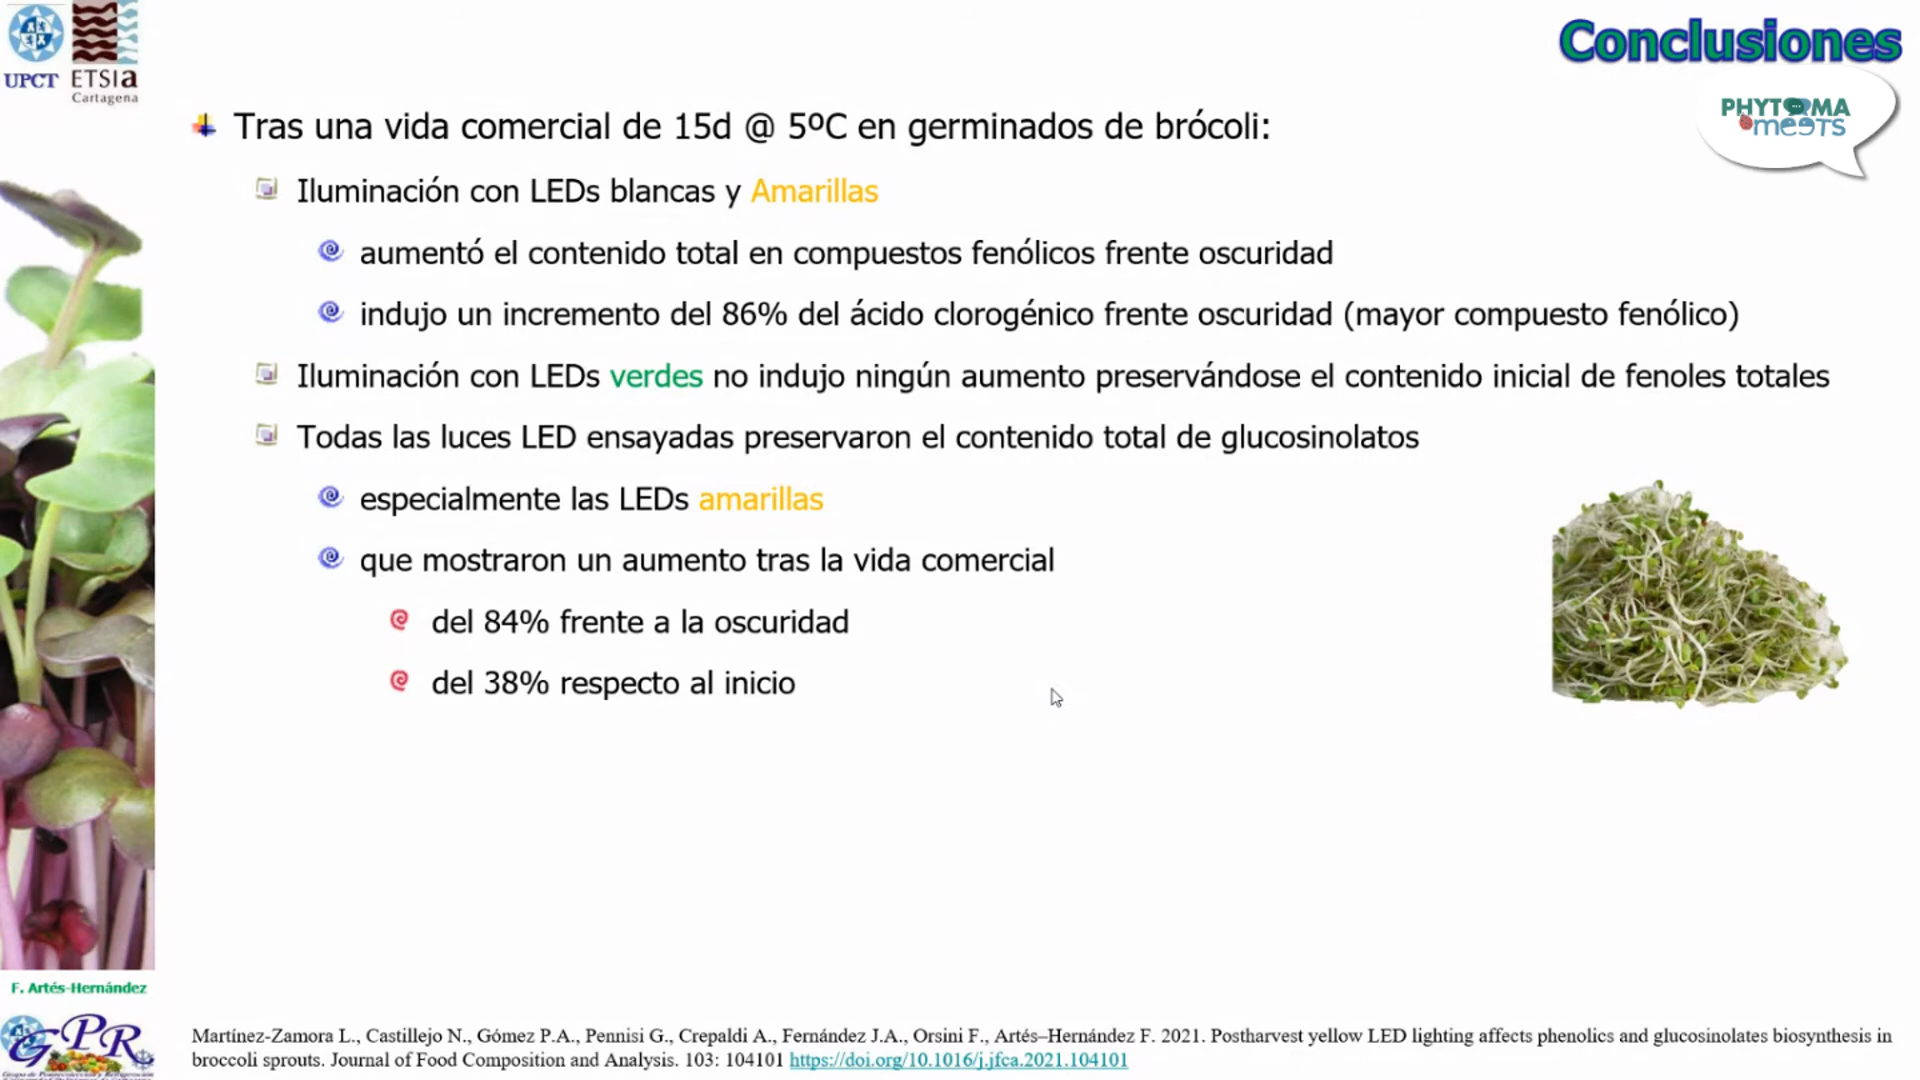 UPCT
ETSIa
Cartagena
Conclusiones
PHYTOMA
meeTS
Tras una vida comercial de 15d @ 5ºC en germinados de brócoli:
Iluminación con LEDs blancas y Amarillas
aumentó el contenido total en compuestos fenólicos frente oscuridad
indujo un incremento del 86% del ácido clorogénico frente oscuridad (mayor compuesto fenólico)
Iluminación con LEDs verdes no indujo ningún aumento preservándose el contenido inicial de fenoles totales
Todas las luces LED ensayadas preservaron el contenido total de glucosinolatos
especialmente las LEDs amarillas
que mostraron un aumento tras la vida comercial
del 84% frente a la oscuridad
del 38% respecto al inicio
F. Artés-Hernández
GPR
Martínez-Zamora L., Castillejo N., Gómez P.A., Pennisi G., Crepaldi A., Fernández J.A., Orsini F., Artés–Hernández F. 2021. Postharvest yellow LED lighting affects phenolics and glucosinolates biosynthesis in
broccoli sprouts. Journal of Food Composition and Analysis. 103: 104101 https://doi.org/10.1016/j.jfca.2021.104101